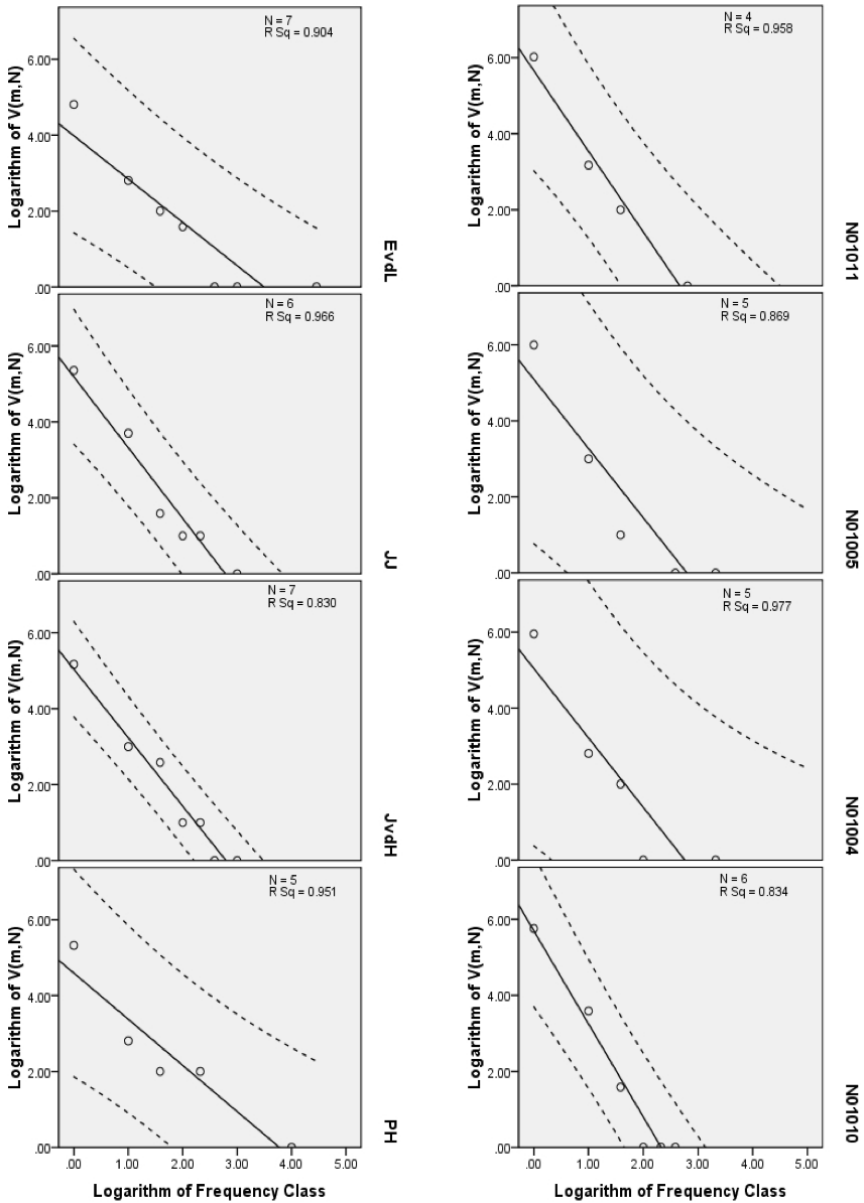 N = 7
R Sq = 0.904
6.00
4.00
2.00
.00
Logarithm of V(m,N)
EvdL
N = 6
R Sq = 0.966
6.00
4.00
2.00
.00
Logarithm of V(m,N)
JJ
N = 7
R Sq = 0.830
6.00
4.00
2.00
.00
Logarithm of V(m,N)
JvdH
N = 5
R Sq = 0.951
6.00
4.00
2.00
.00
Logarithm of V(m,N)
PH
.00 1.00 2.00 3.00 4.00 5.00
Logarithm of Frequency Class
N = 4
R Sq = 0.958
6.00
4.00
2.00
.00
Logarithm of V(m,N)
N01011
N = 5
R Sq = 0.869
6.00
4.00
2.00
.00
Logarithm of V(m,N)
N01005
N = 5
R Sq = 0.977
6.00
4.00
2.00
.00
Logarithm of V(m,N)
N01004
N = 6
R Sq = 0.834
6.00
4.00
2.00
.00
Logarithm of V(m,N)
N01010
.00 1.00 2.00 3.00 4.00 5.00
Logarithm of Frequency Class